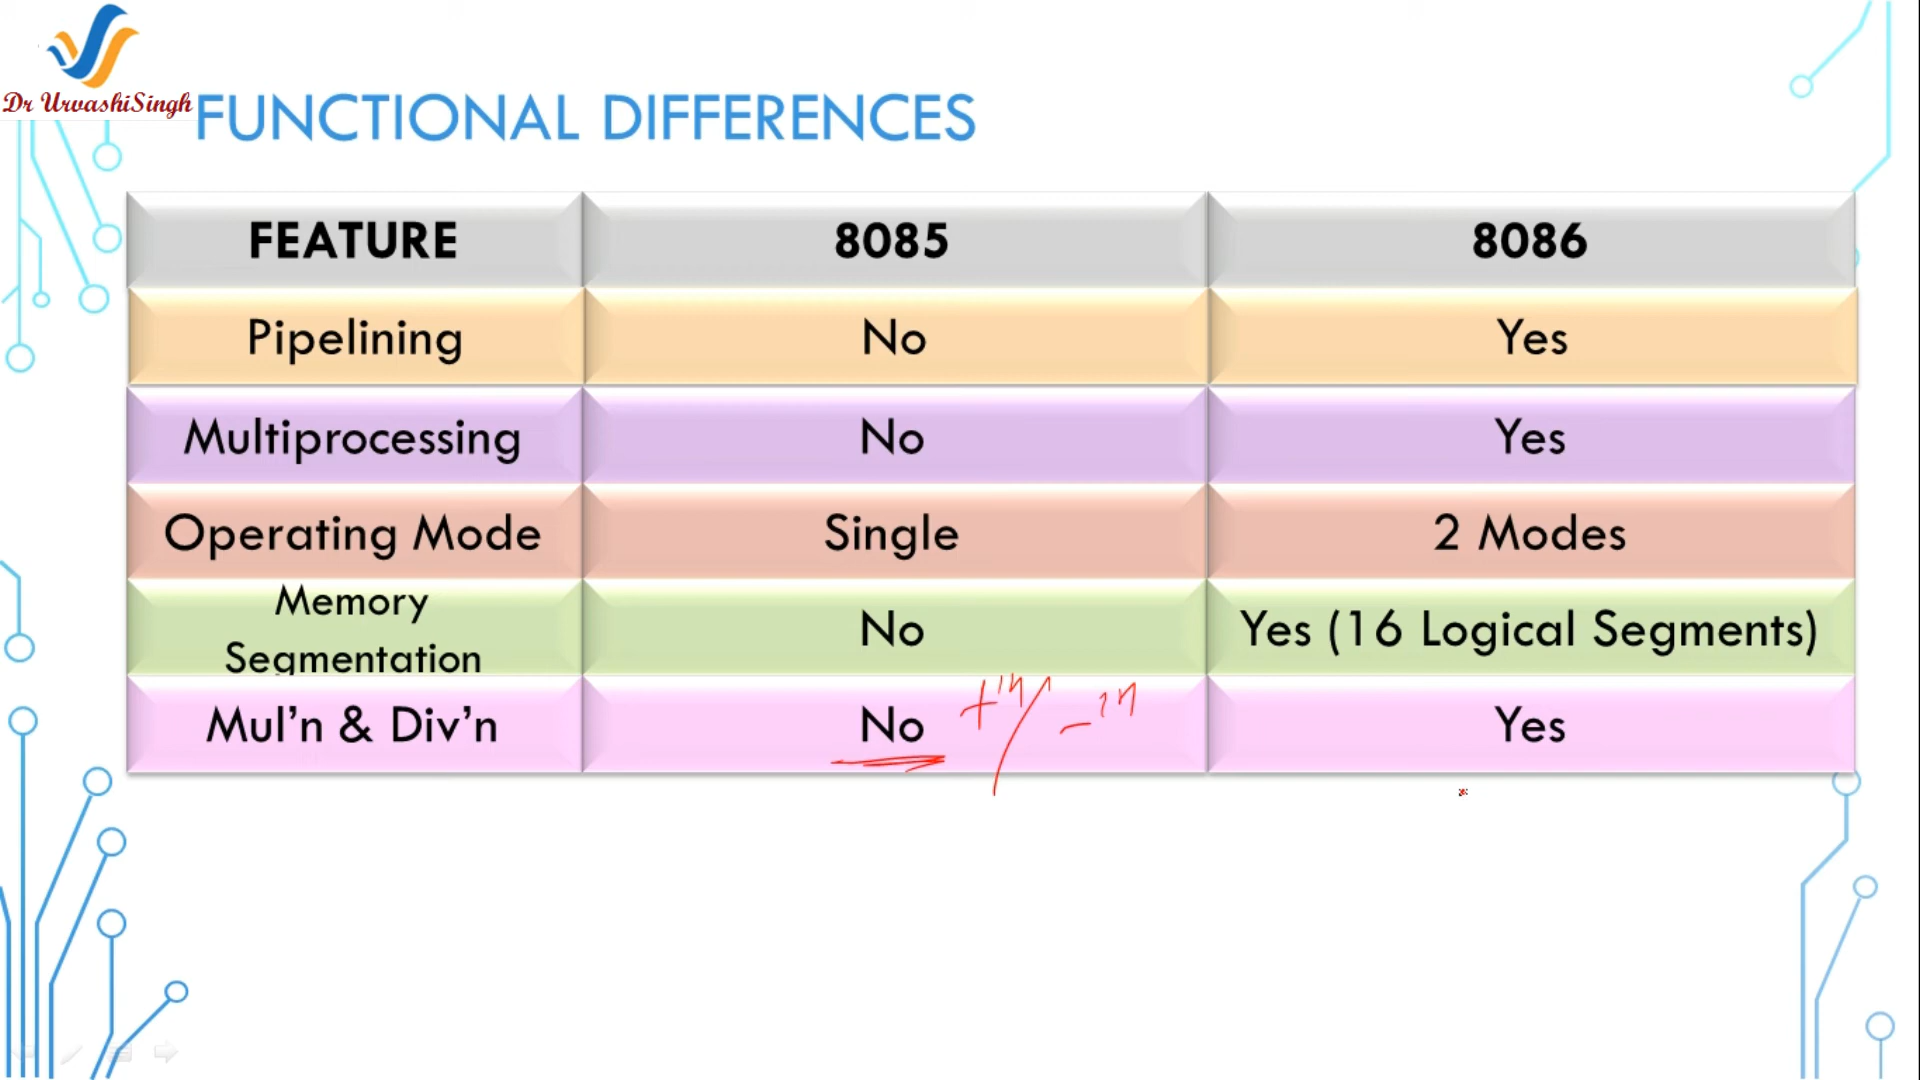 Dr UrvashiSingh
FUNCTIONAL DIFFERENCES
FEATURE 8085 8086
Pipelining No Yes
Multiprocessing No Yes
Operating Mode Single 2 Modes
Memory Segmentation No Yes (16 Logical Segments)
Mul’n & Div’n No +'n / -'n Yes